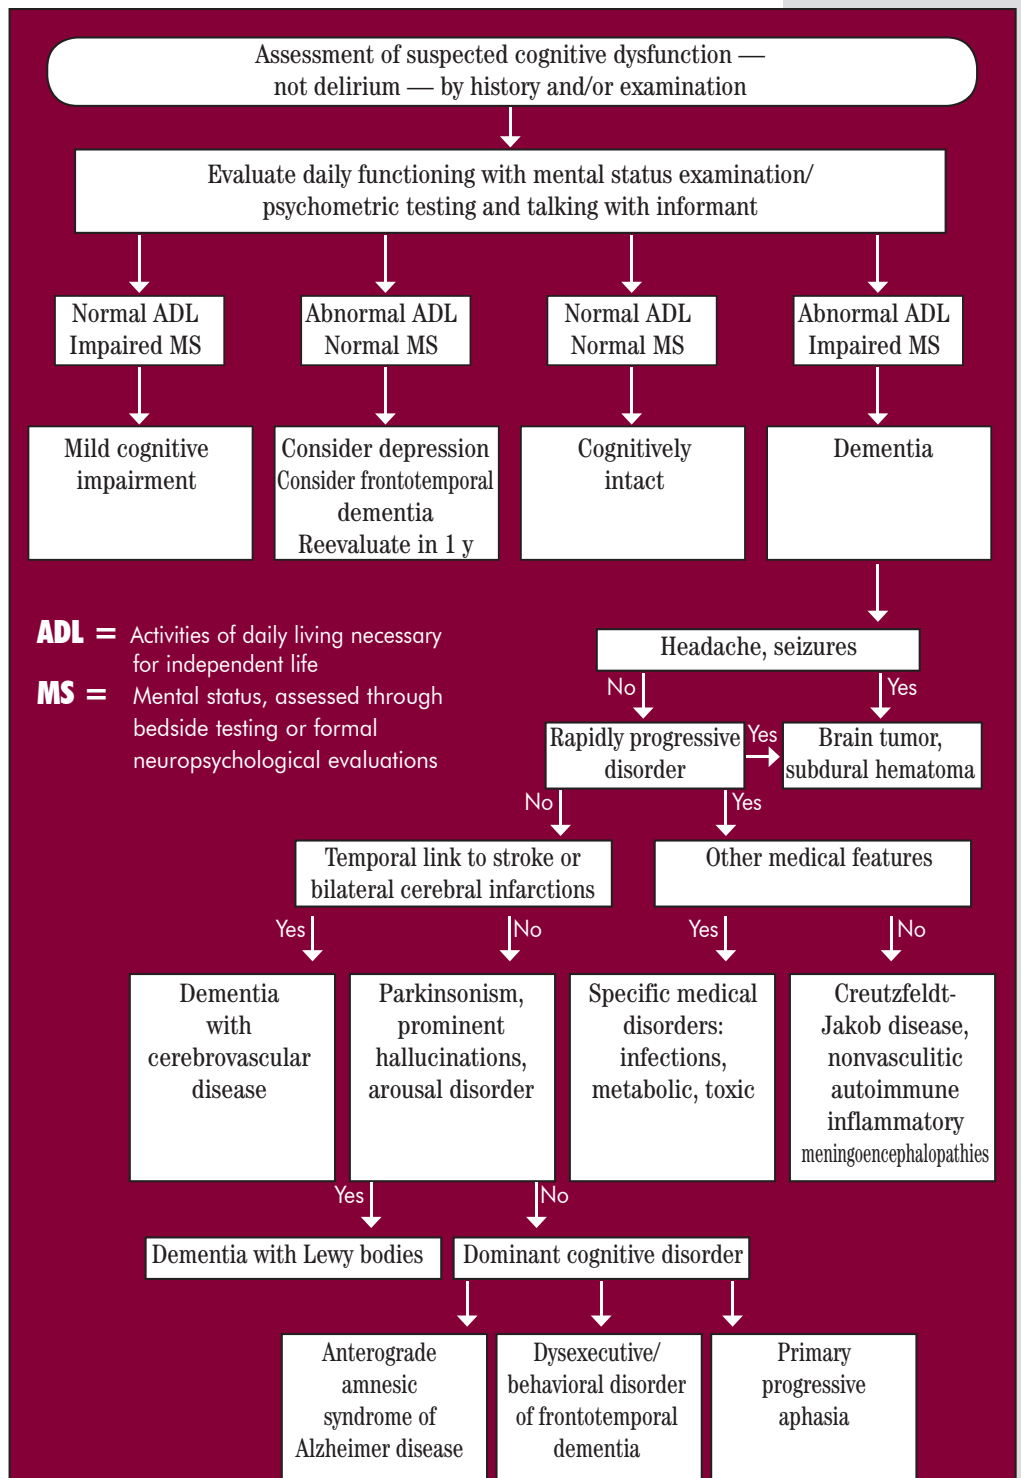 Assessment of suspected cognitive dysfunction —
not delirium — by history and/or examination
Evaluate daily functioning with mental status examination/
psychometric testing and talking with informant
Normal ADL
Impaired MS
Abnormal ADL
Normal MS
Normal ADL
Normal MS
Abnormal ADL
Impaired MS
Mild cognitive
impairment
Consider depression
Consider frontotemporal
dementia
Reevaluate in 1 y
Cognitively
intact
Dementia
ADL = Activities of daily living necessary
for independent life
MS = Mental status, assessed through
bedside testing or formal
neuropsychological evaluations
Headache, seizures
No
Yes
Rapidly progressive
disorder
Yes
Brain tumor,
subdural hematoma
No
Yes
Temporal link to stroke or
bilateral cerebral infarctions
Other medical features
Yes
No
Yes
No
Dementia
with
cerebrovascular
disease
Parkinsonism,
prominent
hallucinations,
arousal disorder
Specific medical
disorders:
infections,
metabolic, toxic
Creutzfeldt-
Jakob disease,
nonvasculitic
autoimmune
inflammatory
meningoencephalopathies
Yes
No
Dementia with Lewy bodies
Dominant cognitive disorder
Anterograde
amnesic
syndrome of
Alzheimer disease
Dysexecutive/
behavioral disorder
of frontotemporal
dementia
Primary
progressive
aphasia